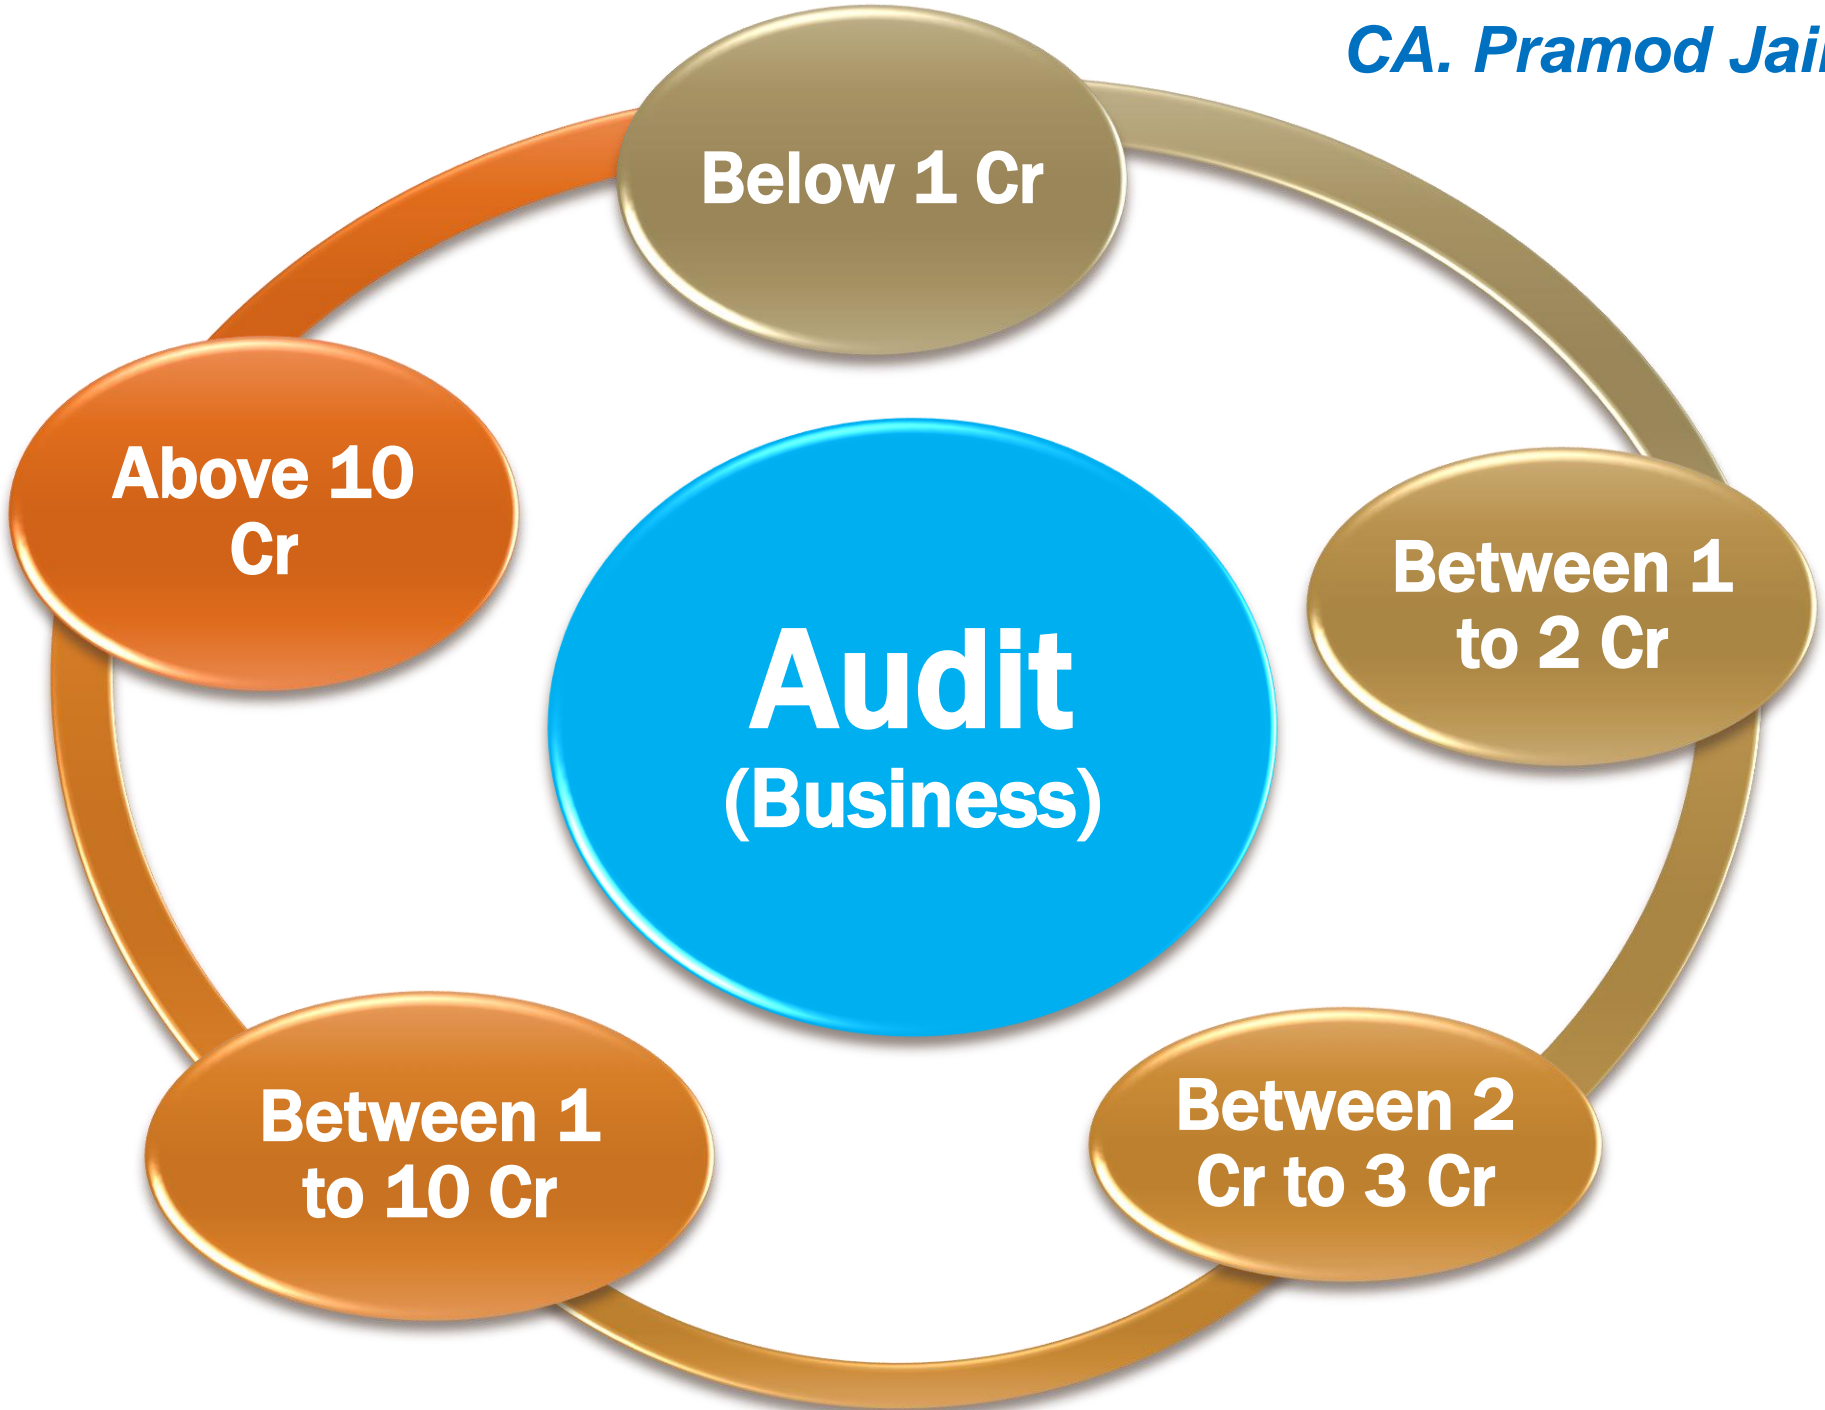 CA. Pramod Jain
Below 1 Cr
Above 10
Cr
Between 1
to 2 Cr
Audit
(Business)
Between 1
to 10 Cr
Between 2
Cr to 3 Cr